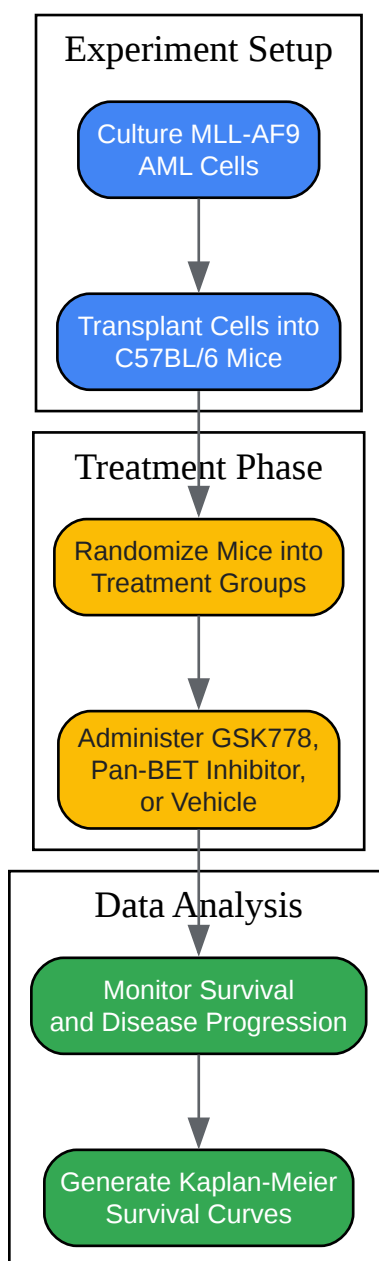 Experiment Setup
Culture MLL-AF9
AML Cells
Transplant Cells into
C57BL/6 Mice
Treatment Phase
Randomize Mice into
Treatment Groups
Administer GSK778,
Pan-BET Inhibitor,
or Vehicle
Data Analysis
Monitor Survival
and Disease Progression
Generate Kaplan-Meier
Survival Curves